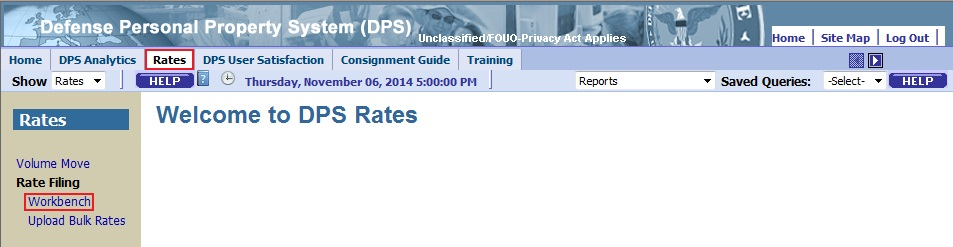 Defense Personal Property System (DPS)
Unclassified/FOUO-Privacy Act Applies
Home | Site Map | Log Out |
Home DPS Analytics Rates DPS User Satisfaction Consignment Guide Training
Show Rates HELP ? Thursday, November 06, 2014 5:00:00 PM Reports Saved Queries: -Select- HELP
Rates
Welcome to DPS Rates
Volume Move
Rate Filing
Workbench
Upload Bulk Rates